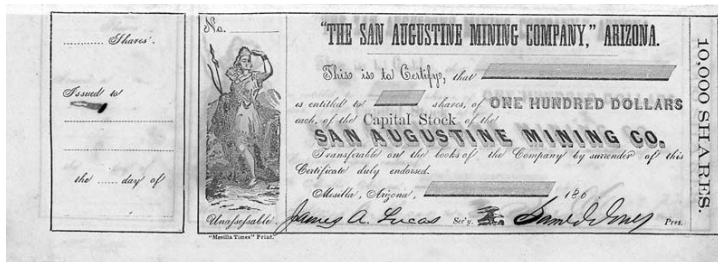 Shares.
Issued to
the day of
No.
"THE SAN AUGUSTINE MINING COMPANY," ARIZONA.
This is to Certify, that
is entitled to shares, of ONE HUNDRED DOLLARS
each, of the Capital Stock of the
SAN AUGUSTINE MINING CO.
Transferable on the books of the Company by surrender of this
Certificate duly endorsed.
Mesilla, Arizona, 186
Unassessable. James A. Lucas Sec'y. Sam'l J. Jones Pres.
"Mesilla Times" Print.
10,000 SHARES.